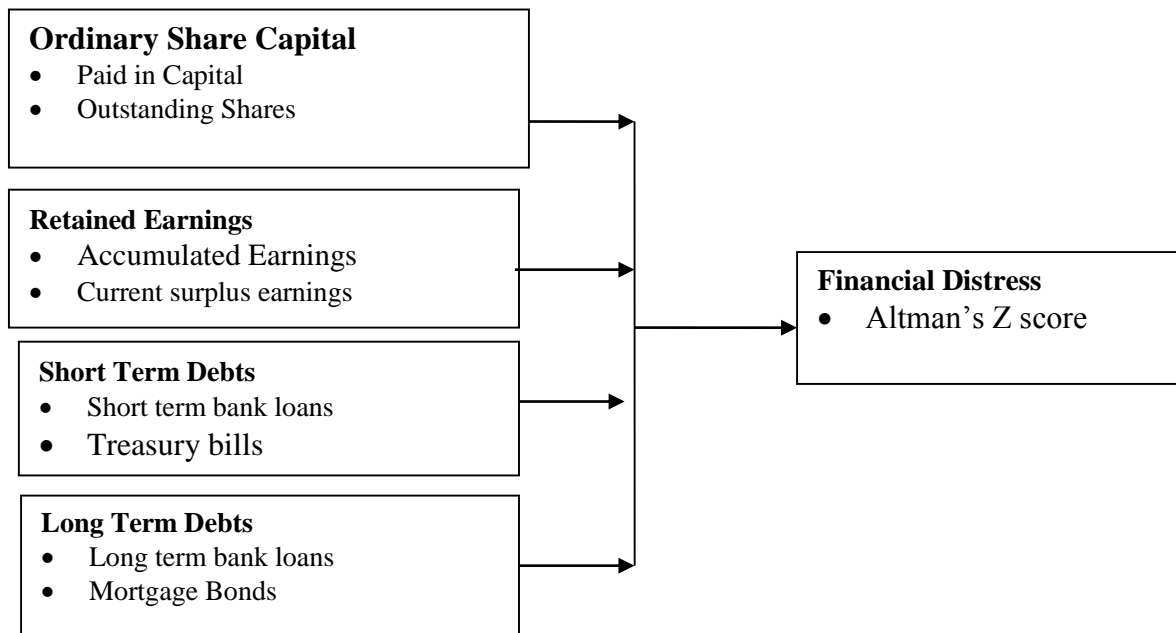 Ordinary Share Capital
• Paid in Capital
• Outstanding Shares
Retained Earnings
• Accumulated Earnings
• Current surplus earnings
Short Term Debts
• Short term bank loans
• Treasury bills
Long Term Debts
• Long term bank loans
• Mortgage Bonds
Financial Distress
• Altman’s Z score